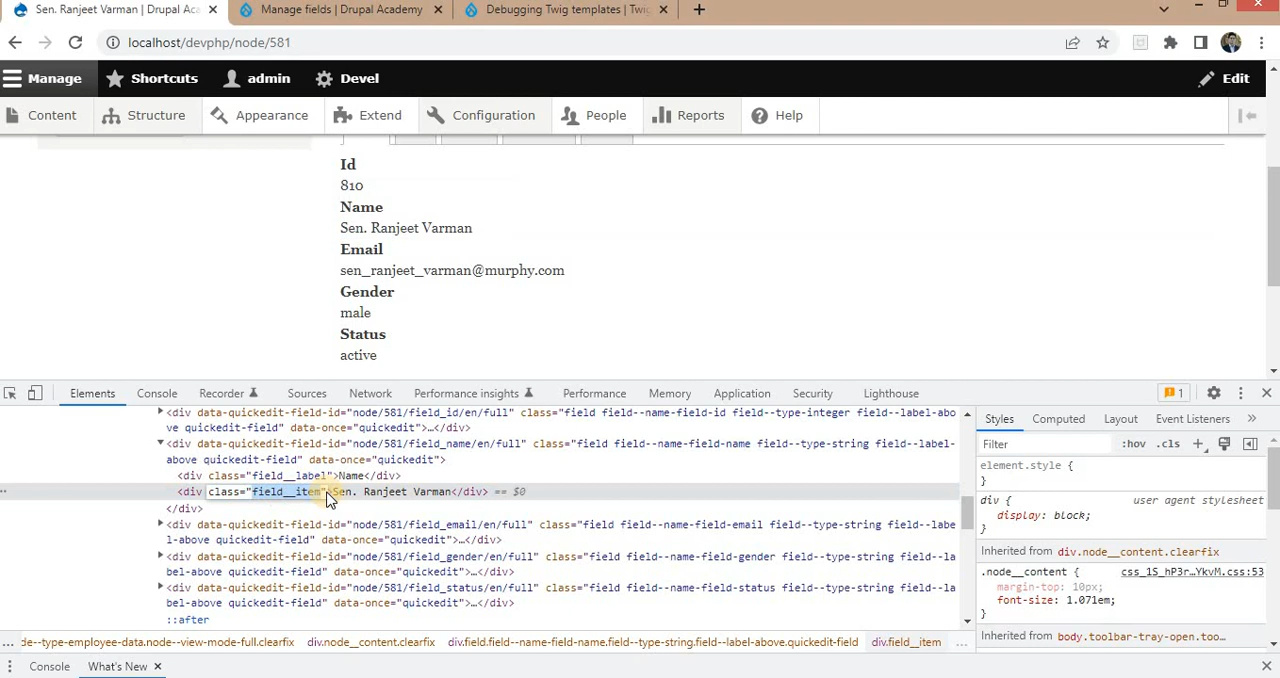 Sen. Ranjeet Varman | Drupal Aca
Manage fields | Drupal Academy
Debugging Twig templates | Twig
localhost/devphp/node/581
Manage Shortcuts admin Devel Edit
Content Structure Appearance Extend Configuration People Reports Help
Id
810
Name
Sen. Ranjeet Varman
Email
sen_ranjeet_varman@murphy.com
Gender
male
Status
active
Elements Console Recorder Sources Network Performance insights Performance Memory Application Security Lighthouse 1
<div data-quickedit-field-id="node/581/field_id/en/full" class="field field--name-field-id field--type-integer field--label-abo
ve quickedit-field" data-once="quickedit">…</div>
<div data-quickedit-field-id="node/581/field_name/en/full" class="field field--name-field-name field--type-string field--label-
above quickedit-field" data-once="quickedit">
<div class="field__label">Name</div>
<div class="field__item">Sen. Ranjeet Varman</div> == $0
</div>
<div data-quickedit-field-id="node/581/field_email/en/full" class="field field--name-field-email field--type-string field--labe
l-above quickedit-field" data-once="quickedit">…</div>
<div data-quickedit-field-id="node/581/field_gender/en/full" class="field field--name-field-gender field--type-string field--la
bel-above quickedit-field" data-once="quickedit">…</div>
<div data-quickedit-field-id="node/581/field_status/en/full" class="field field--name-field-status field--type-string field--la
bel-above quickedit-field" data-once="quickedit">…</div>
::after
… de--type-employee-data.node--view-mode-full.clearfix div.node__content.clearfix div.field.field--name-field-name.field--type-string.field--label-above.quickedit-field div.field__item …
Styles Computed Layout Event Listeners »
Filter :hov .cls +
element.style {
}
div { user agent stylesheet
display: block;
}
Inherited from div.node__content.clearfix
.node__content { css_1S_hP3r…YkvM.css:53
margin-top: 10px;
font-size: 1.071em;
}
Inherited from body.toolbar-tray-open.too…
Console What's New